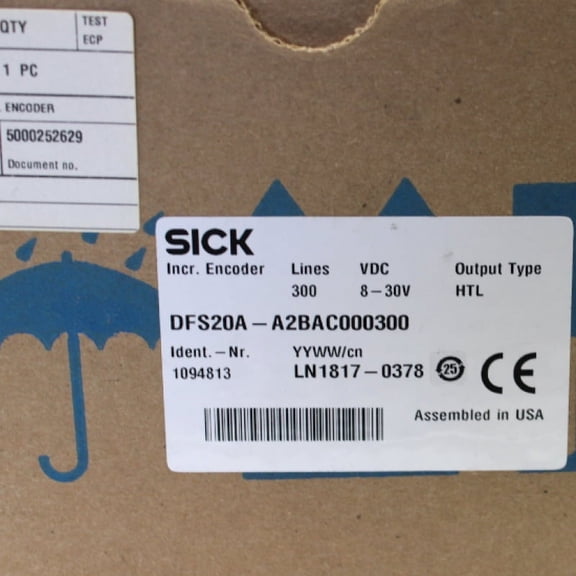 QTY
TEST
ECP
1 PC
ENCODER
5000252629
Document no.
SICK
Incr. Encoder Lines VDC Output Type
300 8-30V HTL
DFS20A-A2BAC000300
Ident.-Nr. YYWW/cn
1094813 LN1817-0378 25 CE
Assembled in USA